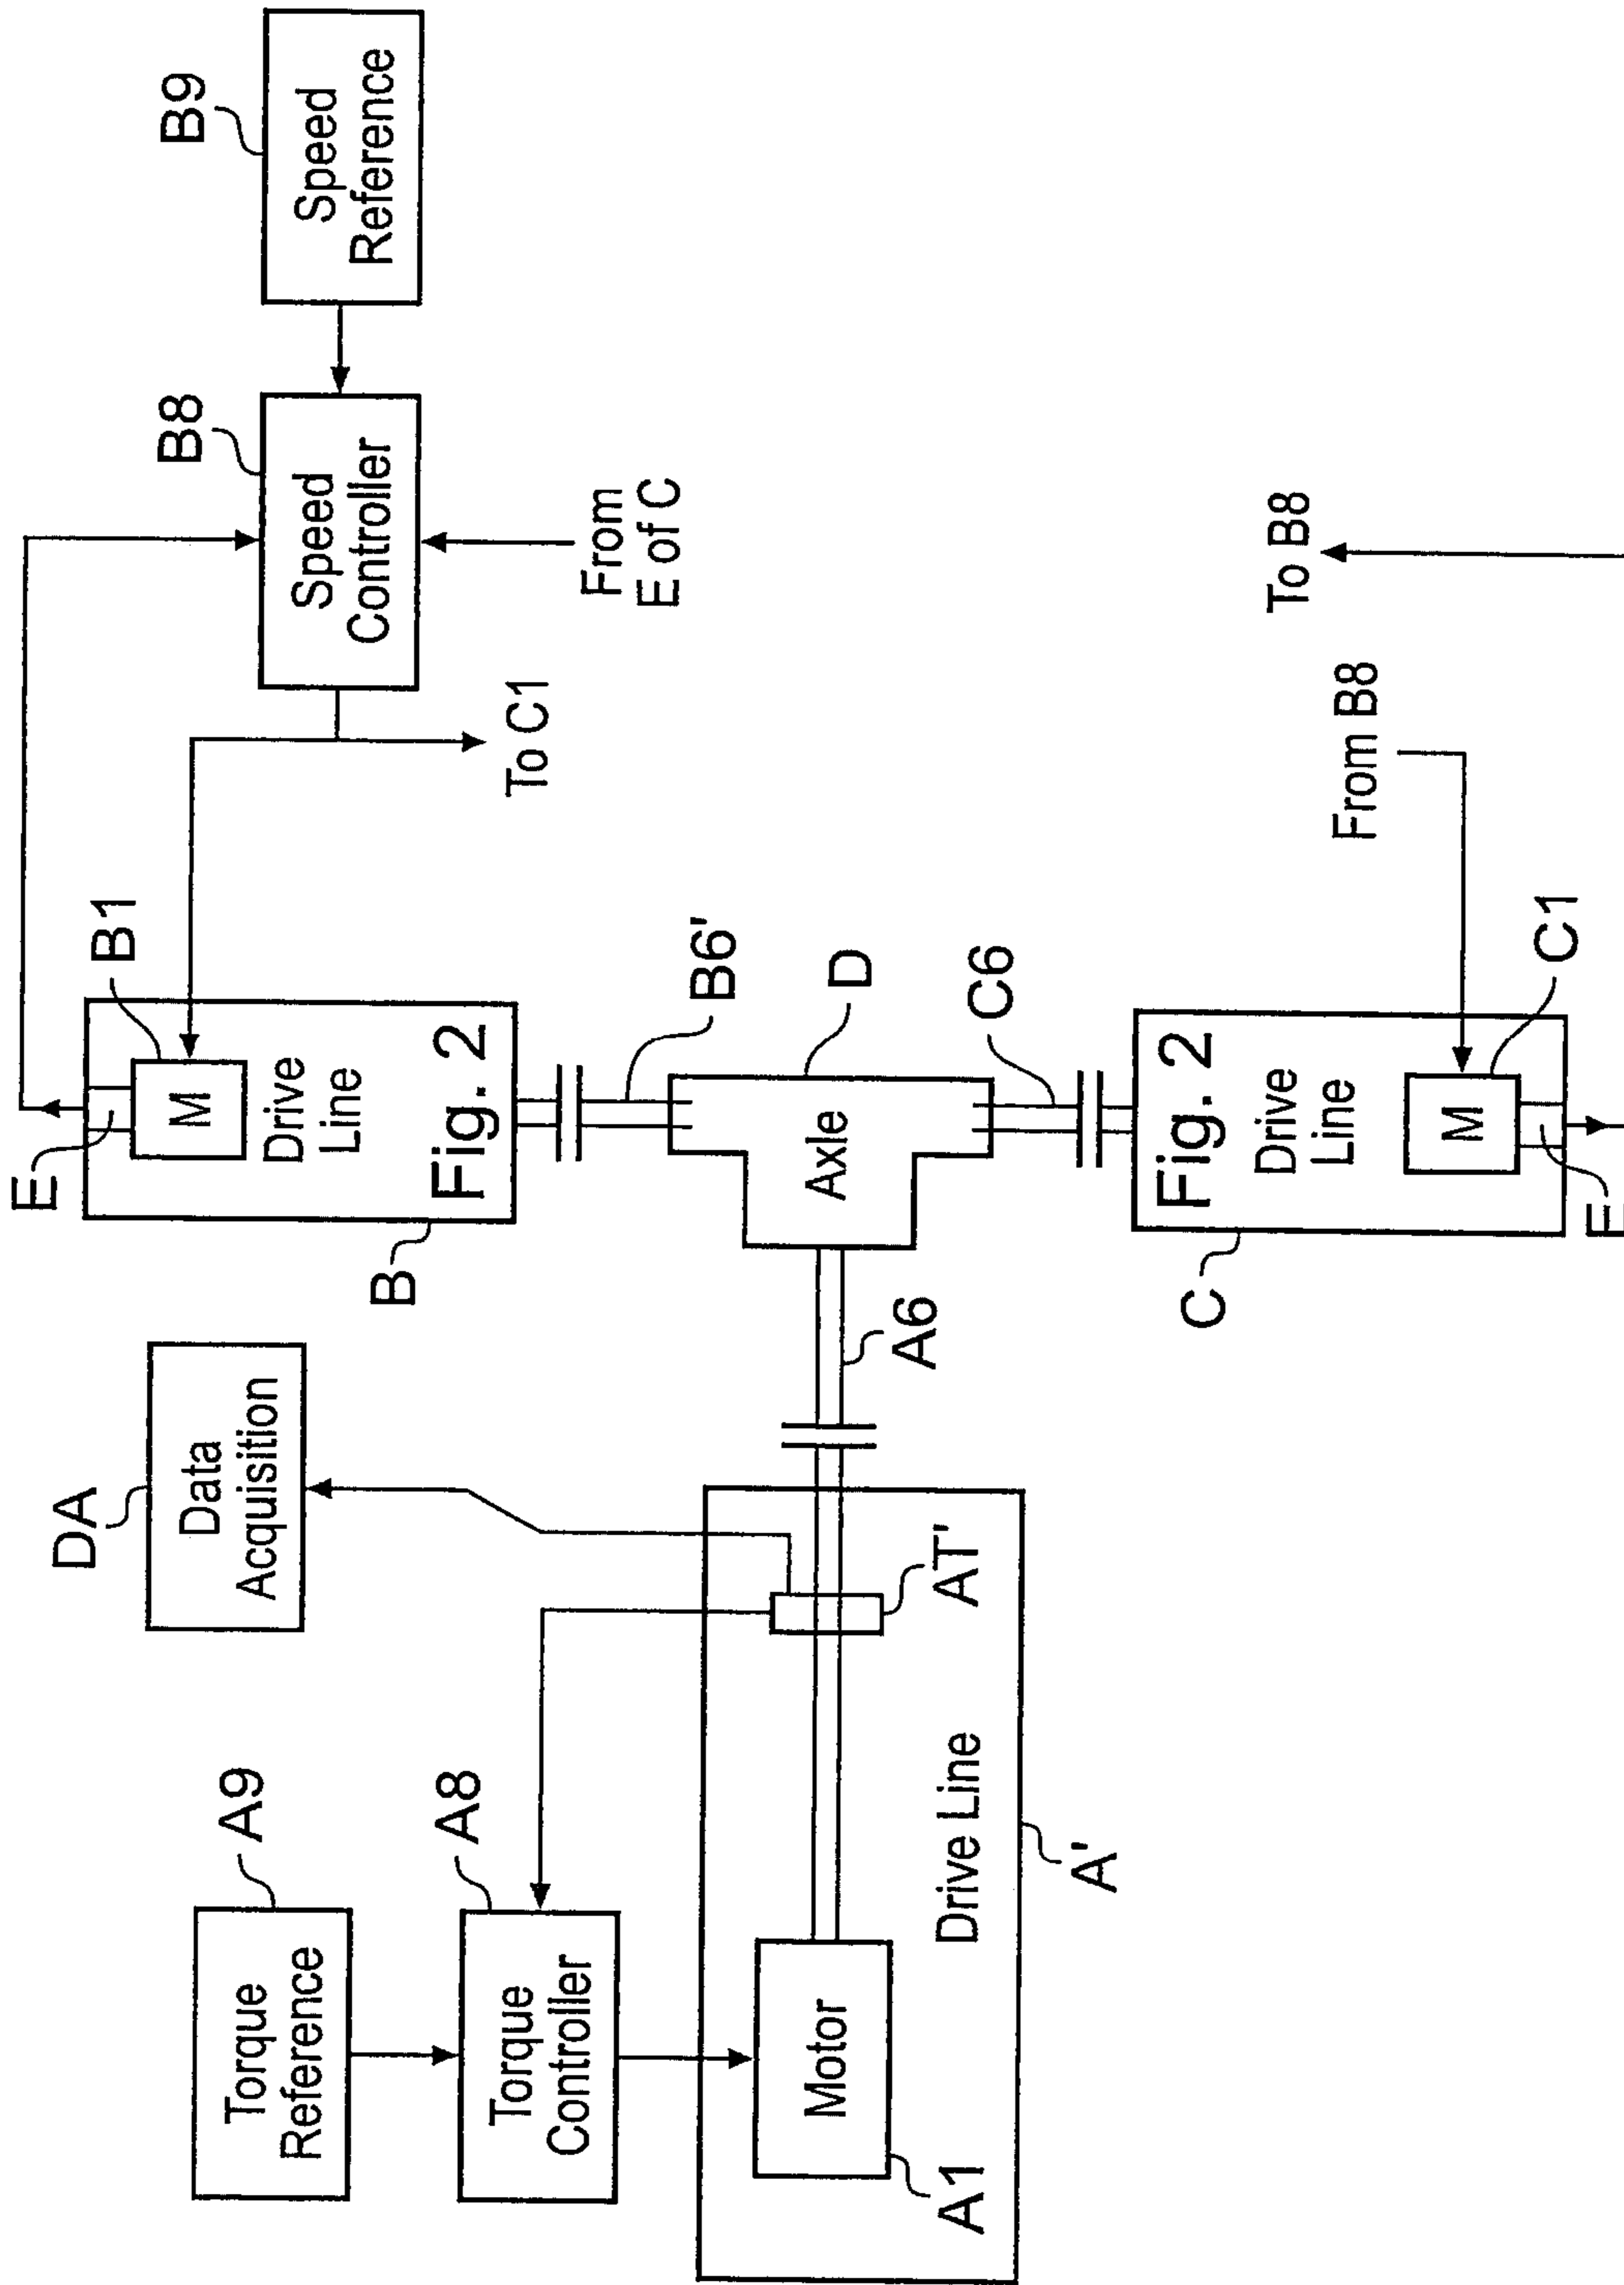 B9
Speed
Reference
B8
Speed
Controller
From
E of C
To C1
To B8
From B8
B1
E
M
Drive
Line
Fig. 2
B
B6'
D
Axle
C6
Fig. 2
Drive
Line
M
C1
E
C
A6
DA
Data
Acquisition
AT'
A9
Torque
Reference
A8
Torque
Controller
Drive Line
A'
Motor
A1